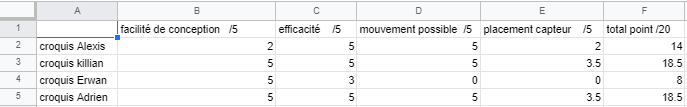 A B C D E F
1 facilité de conception /5 efficacité /5 mouvement possible /5 placement capteur /5 total point /20
2 croquis Alexis 2 5 5 2 14
3 croquis killian 5 5 5 3.5 18.5
4 croquis Erwan 5 3 0 0 8
5 croquis Adrien 5 5 5 3.5 18.5